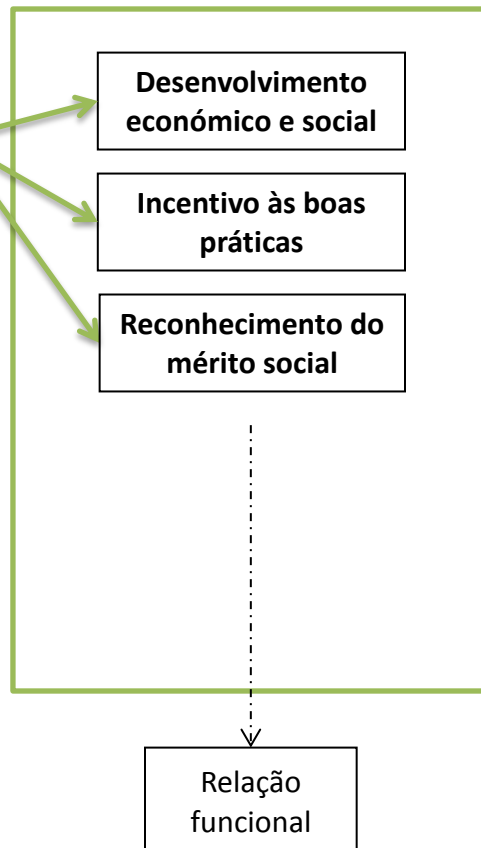 Desenvolvimento
económico e social
Incentivo às boas
práticas
Reconhecimento do
mérito social
Relação
funcional